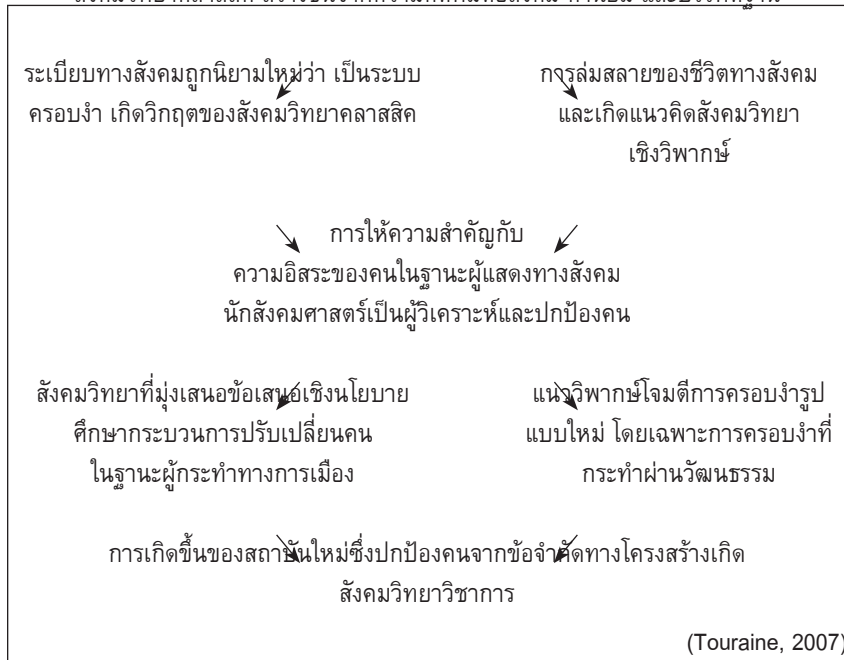 ระเบียบทางสังคมถูกนิยามใหม่ว่า เป็นระบบ
ครอบงำ เกิดวิกฤตของสังคมวิทยาคลาสสิค
การล่มสลายของชีวิตทางสังคม
และเกิดแนวคิดสังคมวิทยา
เชิงวิพากษ์
การให้ความสำคัญกับ
ความอิสระของคนในฐานะผู้แสดงทางสังคม
นักสังคมศาสตร์เป็นผู้วิเคราะห์และปกป้องคน
สังคมวิทยาที่มุ่งเสนอข้อเสนอเชิงนโยบาย
ศึกษากระบวนการปรับเปลี่ยนคน
ในฐานะผู้กระทำทางการเมือง
แนววิพากษ์โจมตีการครอบงำรูป
แบบใหม่ โดยเฉพาะการครอบงำที่
กระทำผ่านวัฒนธรรม
การเกิดขึ้นของสถาบันใหม่ซึ่งปกป้องคนจากข้อจำกัดทางโครงสร้างเกิด
สังคมวิทยาวิชาการ
(Touraine, 2007)